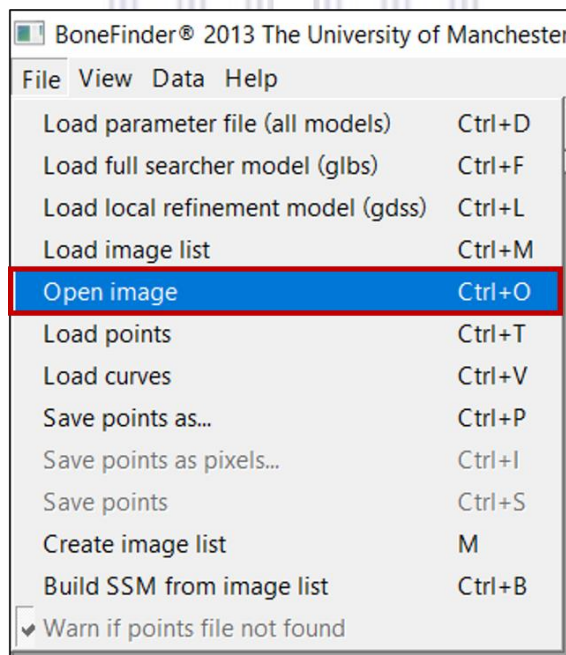 BoneFinder® 2013 The University of Manchester
File View Data Help
Load parameter file (all models) Ctrl+D
Load full searcher model (glbs) Ctrl+F
Load local refinement model (gdss) Ctrl+L
Load image list Ctrl+M
Open image Ctrl+O
Load points Ctrl+T
Load curves Ctrl+V
Save points as... Ctrl+P
Save points as pixels... Ctrl+I
Save points Ctrl+S
Create image list M
Build SSM from image list Ctrl+B
Warn if points file not found